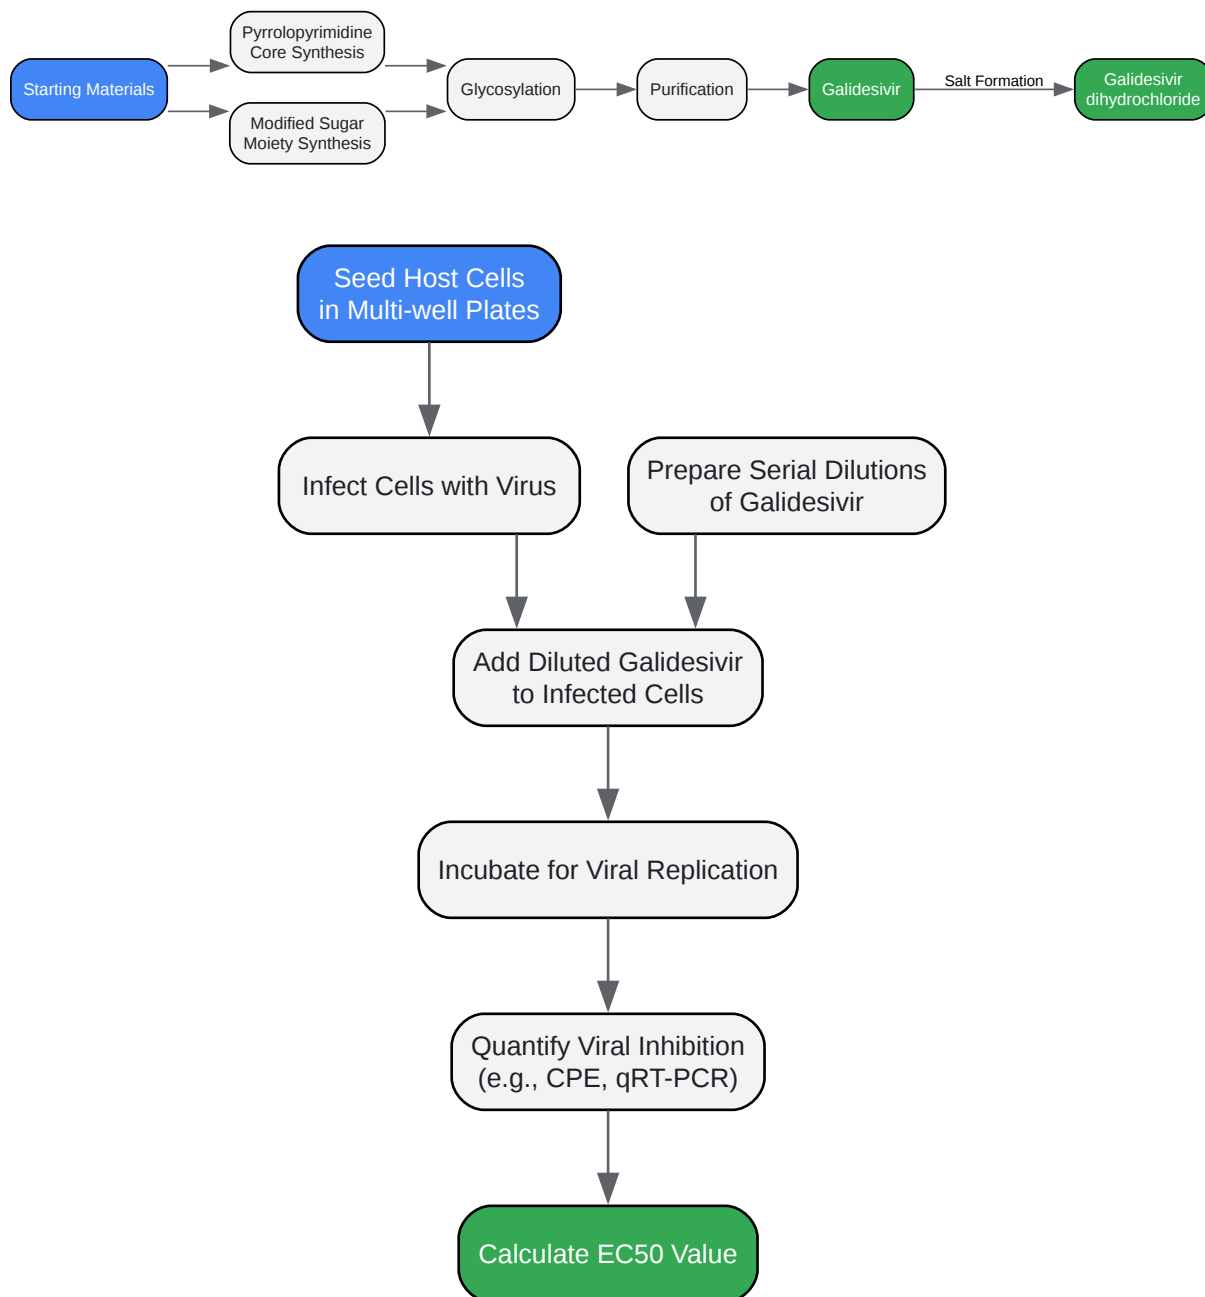 Starting Materials
Pyrrolopyrimidine
Core Synthesis
Modified Sugar
Moiety Synthesis
Glycosylation
Purification
Galidesivir
Salt Formation
Galidesivir
dihydrochloride
Seed Host Cells
in Multi-well Plates
Infect Cells with Virus
Prepare Serial Dilutions
of Galidesivir
Add Diluted Galidesivir
to Infected Cells
Incubate for Viral Replication
Quantify Viral Inhibition
(e.g., CPE, qRT-PCR)
Calculate EC50 Value